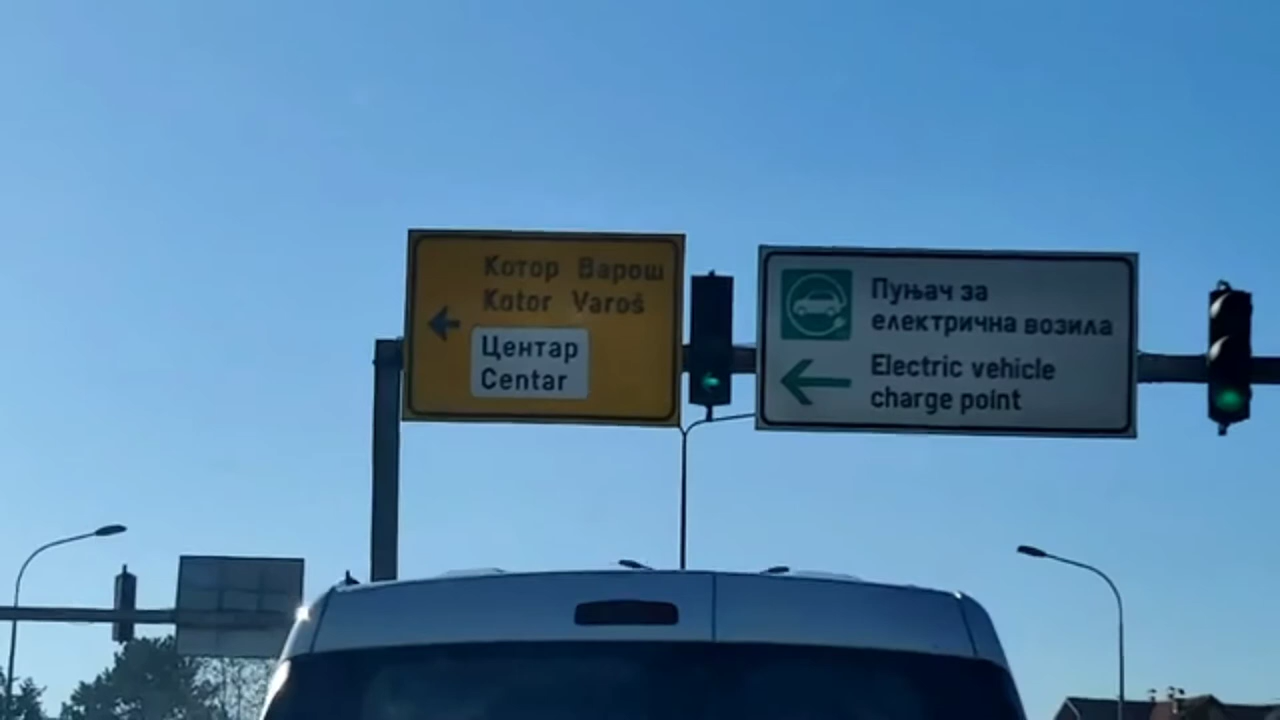 Котор Варош
Kotor Varoš
Центар
Centar
Пуњач за
електрична возила
Electric vehicle
charge point